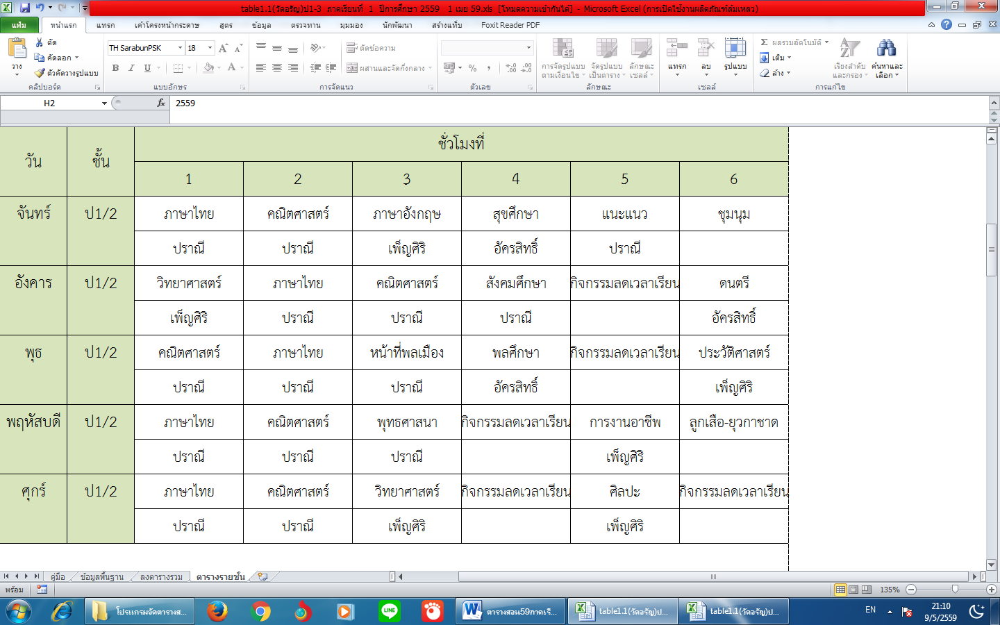 table1.1(วัดอรัญ)ป1-3 ภาคเรียนที่ 1 ปีการศึกษา 2559 1 เมย 59.xls [โหมดความเข้ากันได้] - Microsoft Excel (การเปิดใช้งานผลิตภัณฑ์ล้มเหลว)
แฟ้ม หน้าแรก แทรก เค้าโครงหน้ากระดาษ สูตร ข้อมูล ตรวจทาน มุมมอง นักพัฒนา สร้างแท็บ Foxit Reader PDF
วาง ตัด คัดลอก ตัวคัดวางรูปแบบ
TH SarabunPSK 18
B I U
ตัดข้อความ
ผสานและจัดกึ่งกลาง
การจัดรูปแบบตามเงื่อนไข จัดรูปแบบเป็นตาราง ลักษณะเซลล์
แทรก ลบ รูปแบบ
ผลรวมอัตโนมัติ เติม ล้าง
เรียงลำดับและกรอง ค้นหาและเลือก
คลิปบอร์ด แบบอักษร การจัดแนว ตัวเลข ลักษณะ เซลล์ การแก้ไข
H2 fx 2559
วัน ชั้น ชั่วโมงที่
1 2 3 4 5 6
จันทร์ ป1/2 ภาษาไทย คณิตศาสตร์ ภาษาอังกฤษ สุขศึกษา แนะแนว ชุมนุม
ปราณี ปราณี เพ็ญศิริ อัครสิทธิ์ ปราณี
อังคาร ป1/2 วิทยาศาสตร์ ภาษาไทย คณิตศาสตร์ สังคมศึกษา กิจกรรมลดเวลาเรียน ดนตรี
เพ็ญศิริ ปราณี ปราณี ปราณี อัครสิทธิ์
พุธ ป1/2 คณิตศาสตร์ ภาษาไทย หน้าที่พลเมือง พลศึกษา กิจกรรมลดเวลาเรียน ประวัติศาสตร์
ปราณี ปราณี ปราณี อัครสิทธิ์ เพ็ญศิริ
พฤหัสบดี ป1/2 ภาษาไทย คณิตศาสตร์ พุทธศาสนา กิจกรรมลดเวลาเรียน การงานอาชีพ ลูกเสือ-ยุวกาชาด
ปราณี ปราณี ปราณี เพ็ญศิริ
ศุกร์ ป1/2 ภาษาไทย คณิตศาสตร์ วิทยาศาสตร์ กิจกรรมลดเวลาเรียน ศิลปะ กิจกรรมลดเวลาเรียน
ปราณี ปราณี เพ็ญศิริ เพ็ญศิริ
คู่มือ ข้อมูลพื้นฐาน ลงตารางรวม ตารางรายชั้น
พร้อม 135%
โปรแกรมจัดตารางส... LINE ตารางสอน59ภาคเรี... table1.1(วัดอรัญ)ป... table1.1(วัดอรัญ)ป... EN 21:10
9/5/2559